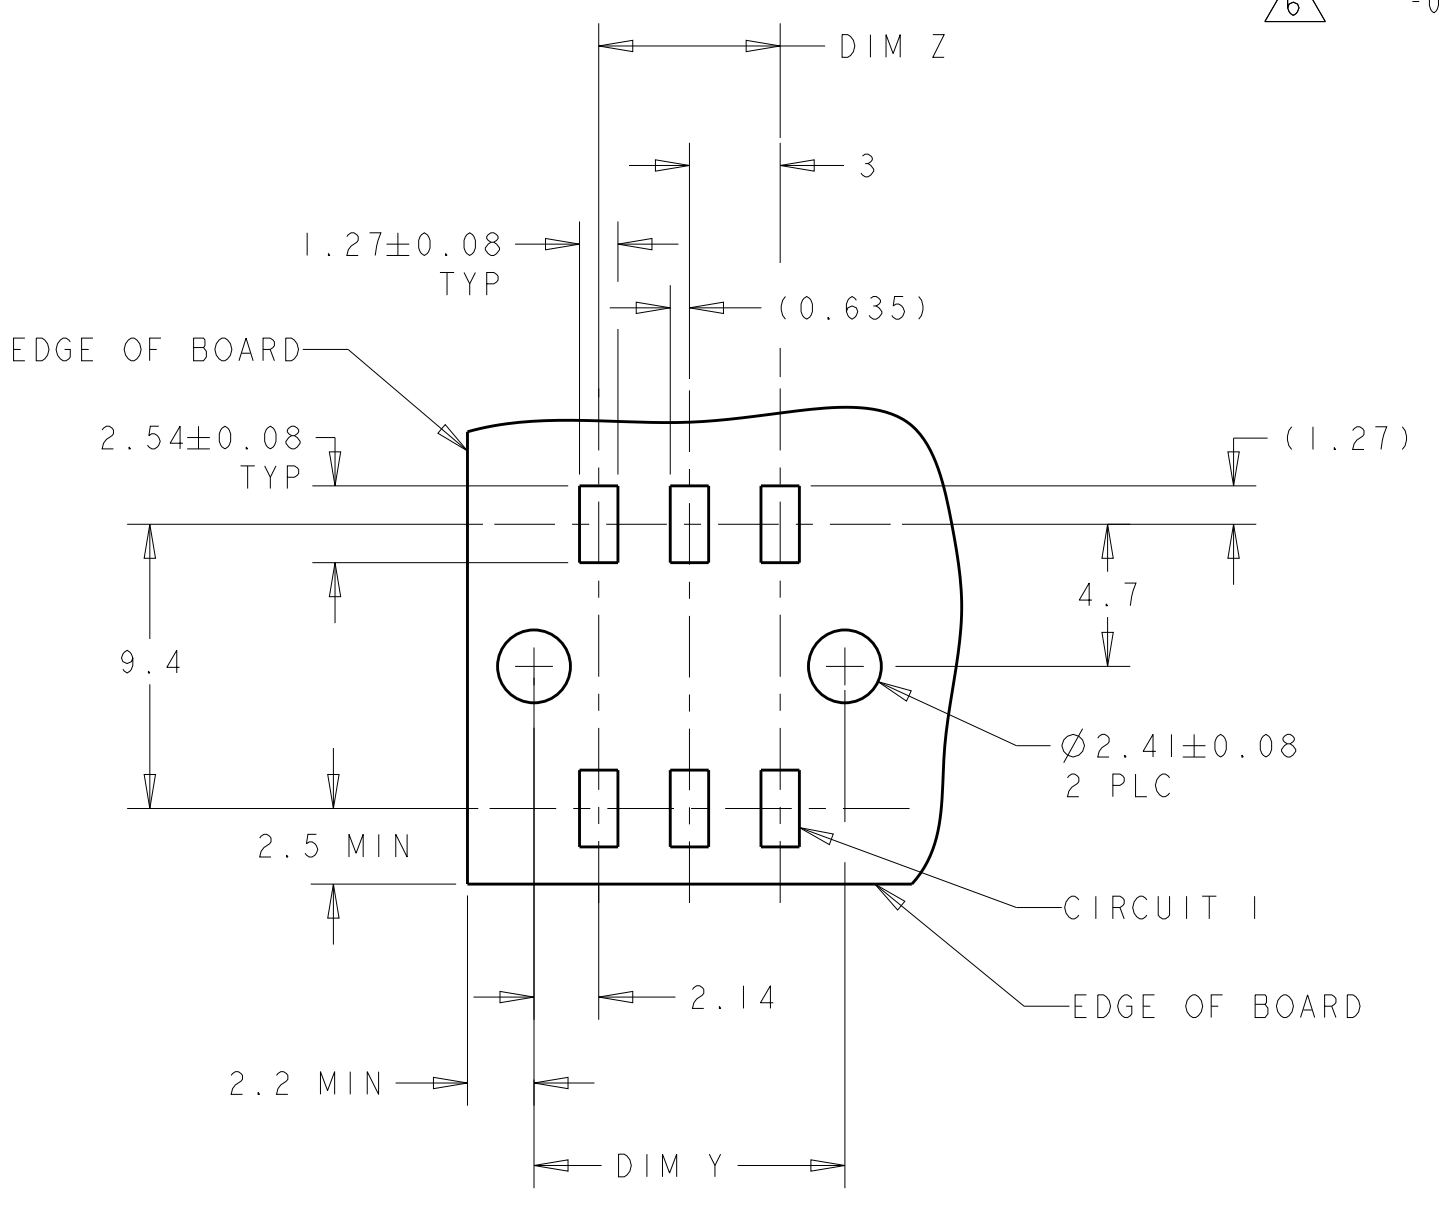 6
-0
DIM Z
3
1.27±0.08
TYP
(0.635)
EDGE OF BOARD
2.54±0.08
TYP
(1.27)
4.7
9.4
Ø2.41±0.08
2 PLC
2.5 MIN
CIRCUIT 1
2.14
EDGE OF BOARD
2.2 MIN
DIM Y